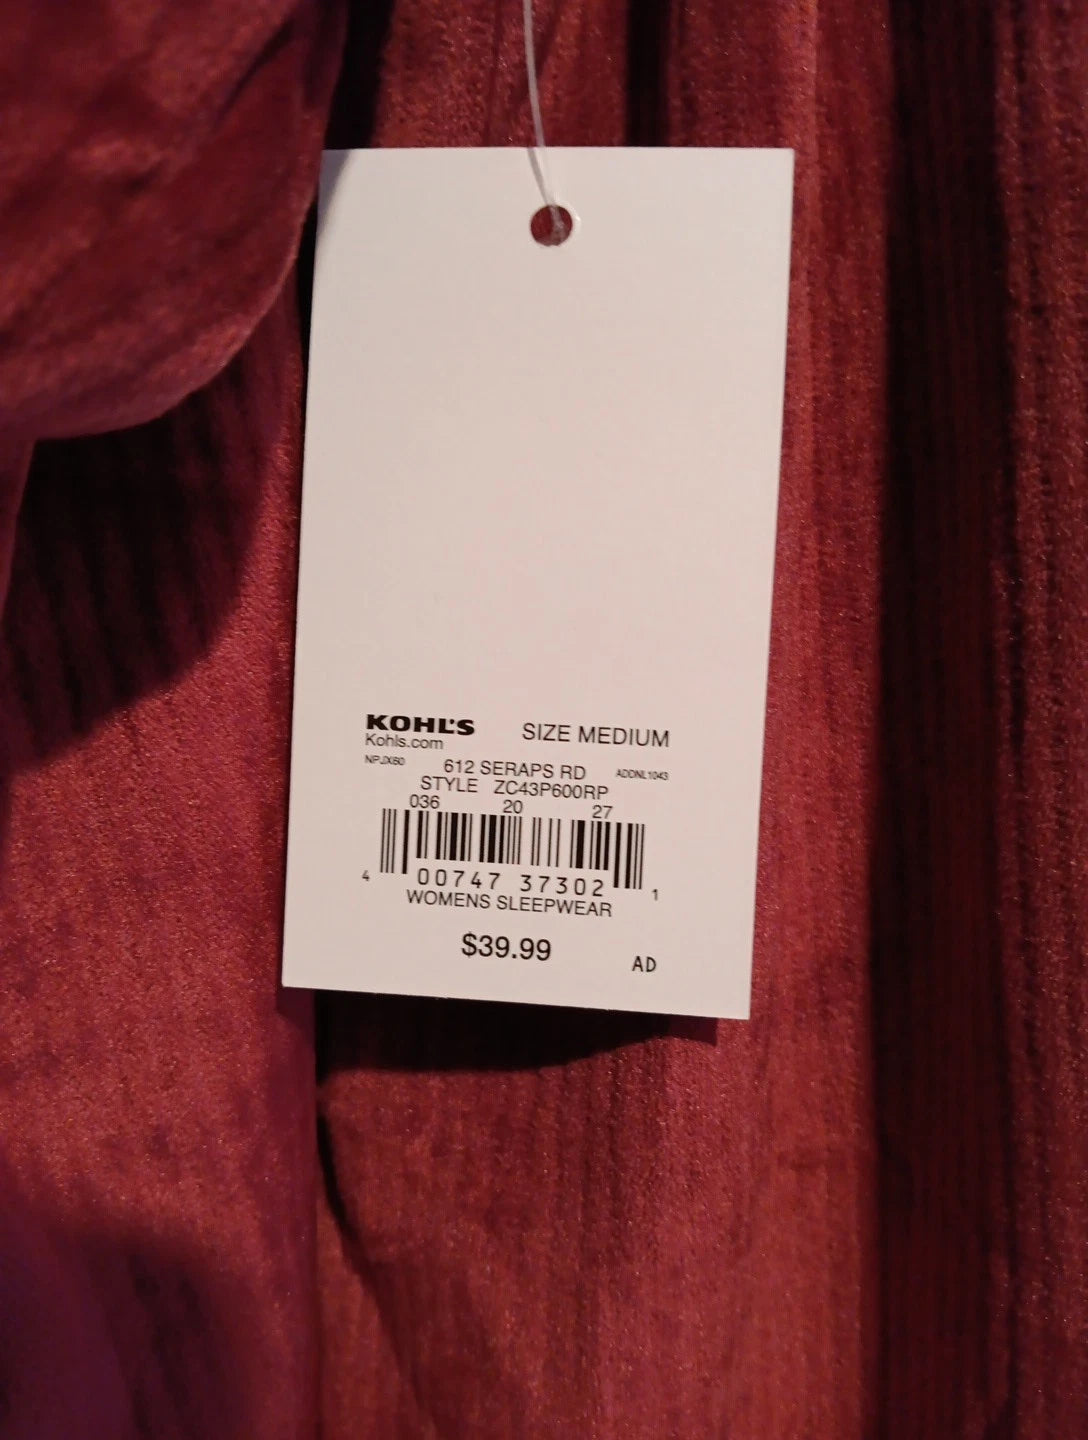 KOHL'S SIZE MEDIUM
Kohls.com
NPJX60 612 SERAPS RD ADDNL1043
STYLE ZC43P600RP
036 20 27
4 00747 37302 1
WOMENS SLEEPWEAR
$39.99 AD